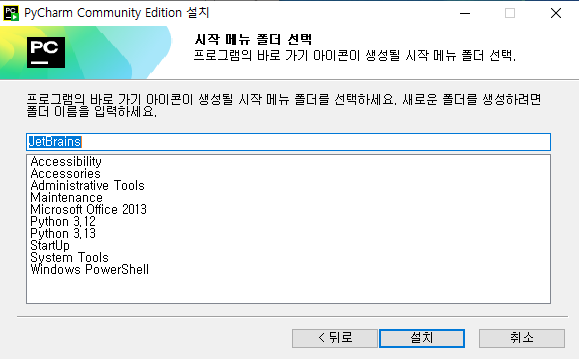 PyCharm Community Edition 설치
PC
시작 메뉴 폴더 선택
프로그램의 바로 가기 아이콘이 생성될 시작 메뉴 폴더 선택.
프로그램의 바로 가기 아이콘이 생성될 시작 메뉴 폴더를 선택하세요. 새로운 폴더를 생성하려면
폴더 이름을 입력하세요.
JetBrains
Accessibility
Accessories
Administrative Tools
Maintenance
Microsoft Office 2013
Python 3.12
Python 3.13
StartUp
System Tools
Windows PowerShell
< 뒤로 설치 취소